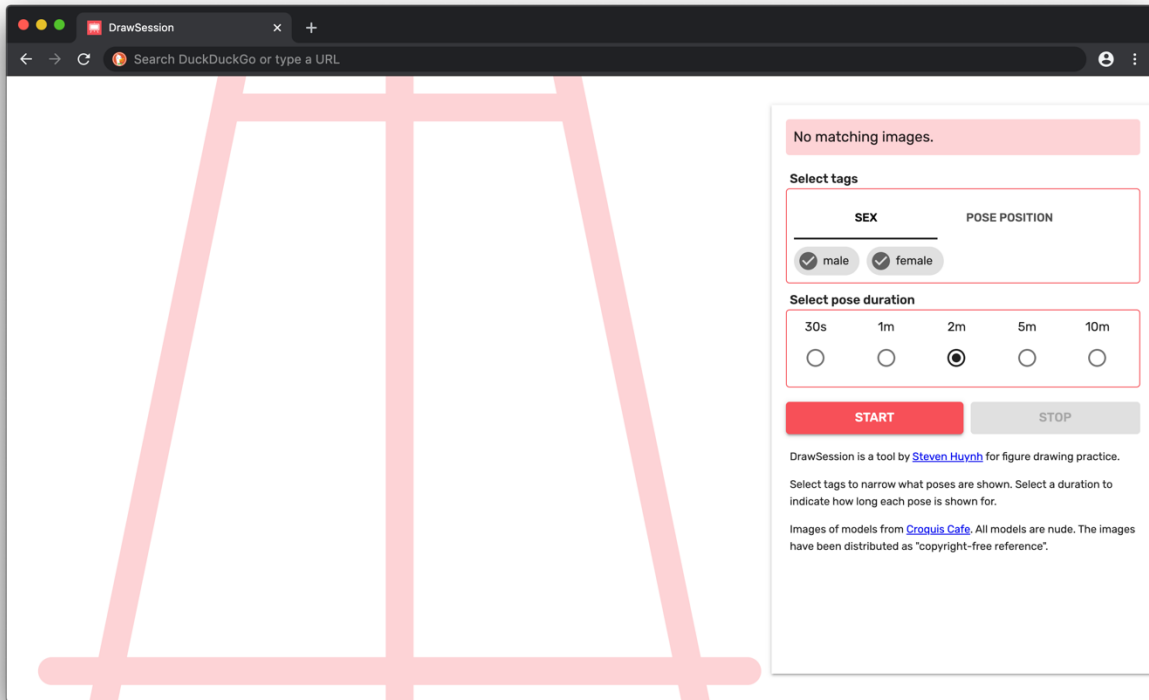 DrawSession
Search DuckDuckGo or type a URL
No matching images.
Select tags
SEX POSE POSITION
male female
Select pose duration
30s 1m 2m 5m 10m
START STOP
DrawSession is a tool by Steven Huynh for figure drawing practice.
Select tags to narrow what poses are shown. Select a duration to
indicate how long each pose is shown for.
Images of models from Croquis Cafe. All models are nude. The images
have been distributed as "copyright-free reference".